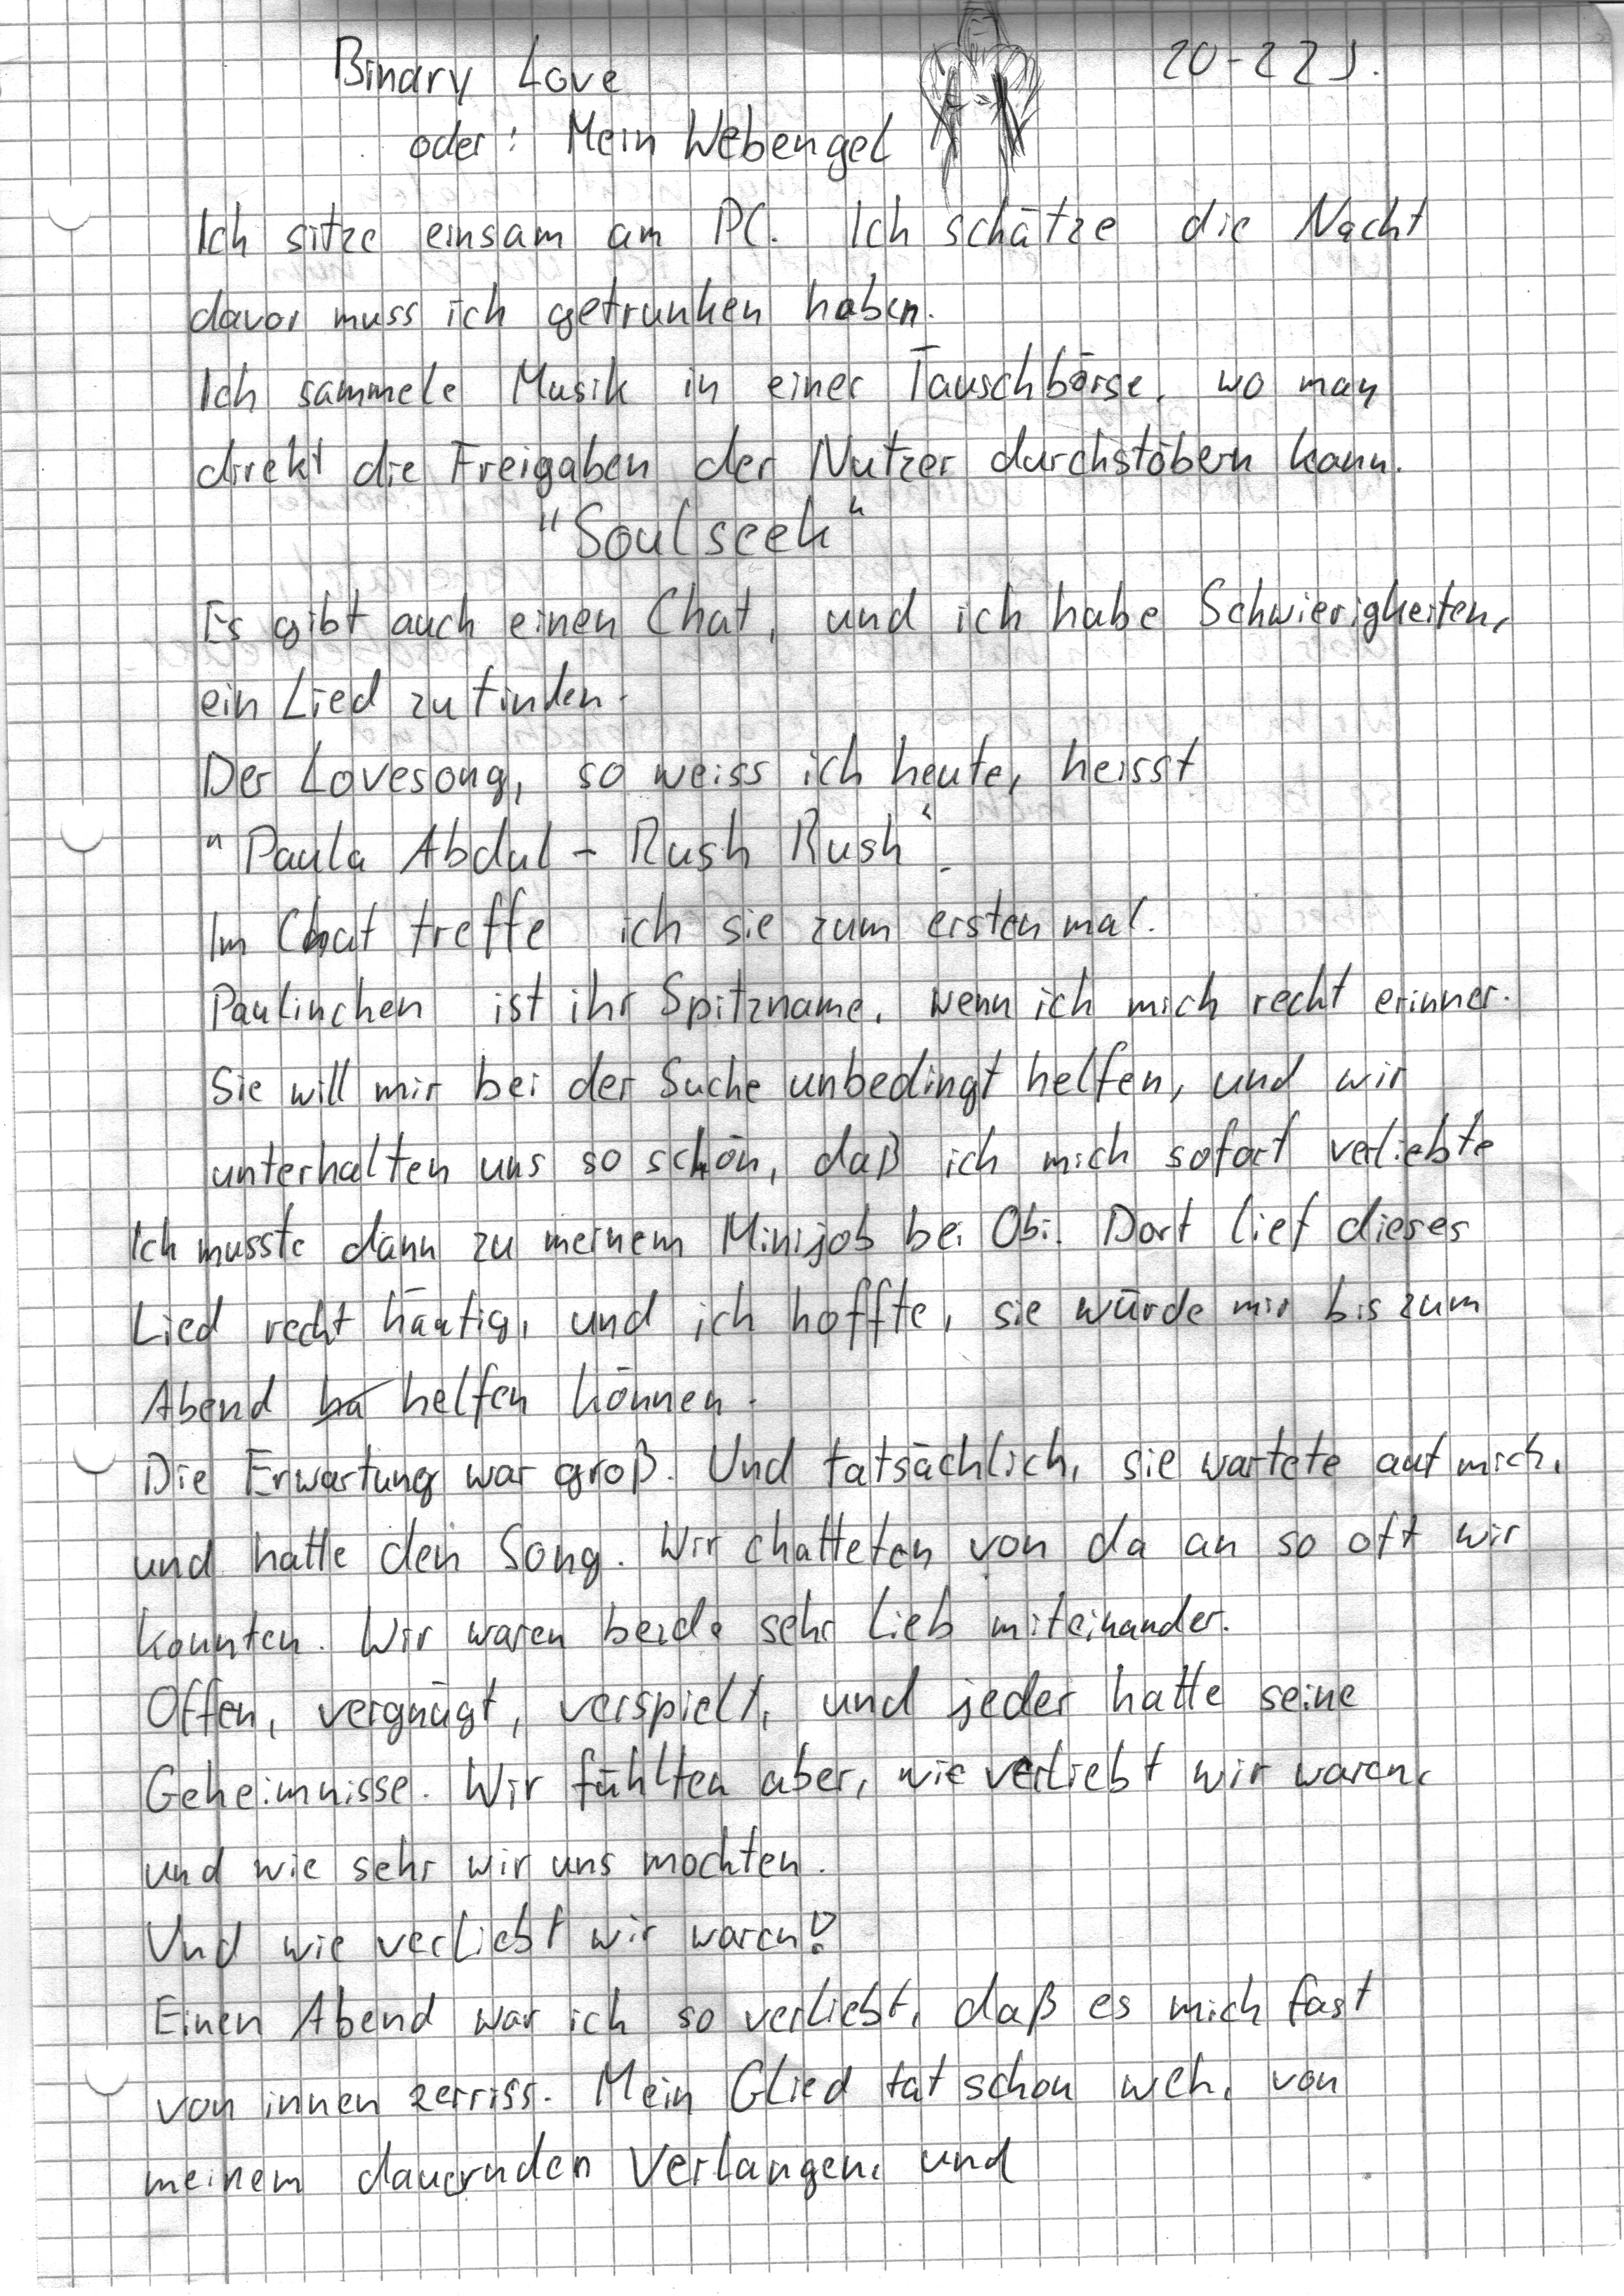 Binary Love
20-22 J.
oder: Mein Webengel
Ich sitze einsam am PC. Ich schätze die Nacht
davor muss ich getrunken haben.
Ich sammele Musik in einer Tauschbörse, wo man
direkt die Freigaben der Nutzer durchstöbern kann.
"Soulseek"
Es gibt auch einen Chat, und ich habe Schwierigkeiten,
ein Lied zu finden.
Der Lovesong, so weiss ich heute, heisst
"Paula Abdul - Rush Rush".
Im Chat treffe ich sie zum ersten mal.
Paulinchen ist ihr Spitzname, wenn ich mich recht erinner.
Sie will mir bei der Suche unbedingt helfen, und wir
unterhalten uns so schön, daß ich mich sofort verliebte
Ich musste dann zu meinem Minijob bei Obi. Dort lief dieses
Lied recht häufig, und ich hoffte, sie würde mir bis zum
Abend ha helfen können.
Die Erwartung war groß. Und tatsächlich, sie wartete auf mich,
und hatte den Song. Wir chatteten von da an so oft wir
konnten. Wir waren beide sehr lieb miteinander.
Offen, vergnügt, verspielt, und jeder hatte seine
Geheimnisse. Wir fühlten aber, wie verliebt wir waren,
und wie sehr wir uns mochten.
Und wie verliebt wir waren!
Einen Abend war ich so verliebt, daß es mich fast
von innen zerriss. Mein Glied tat schon weh, von
meinem dauernden Verlangen, und